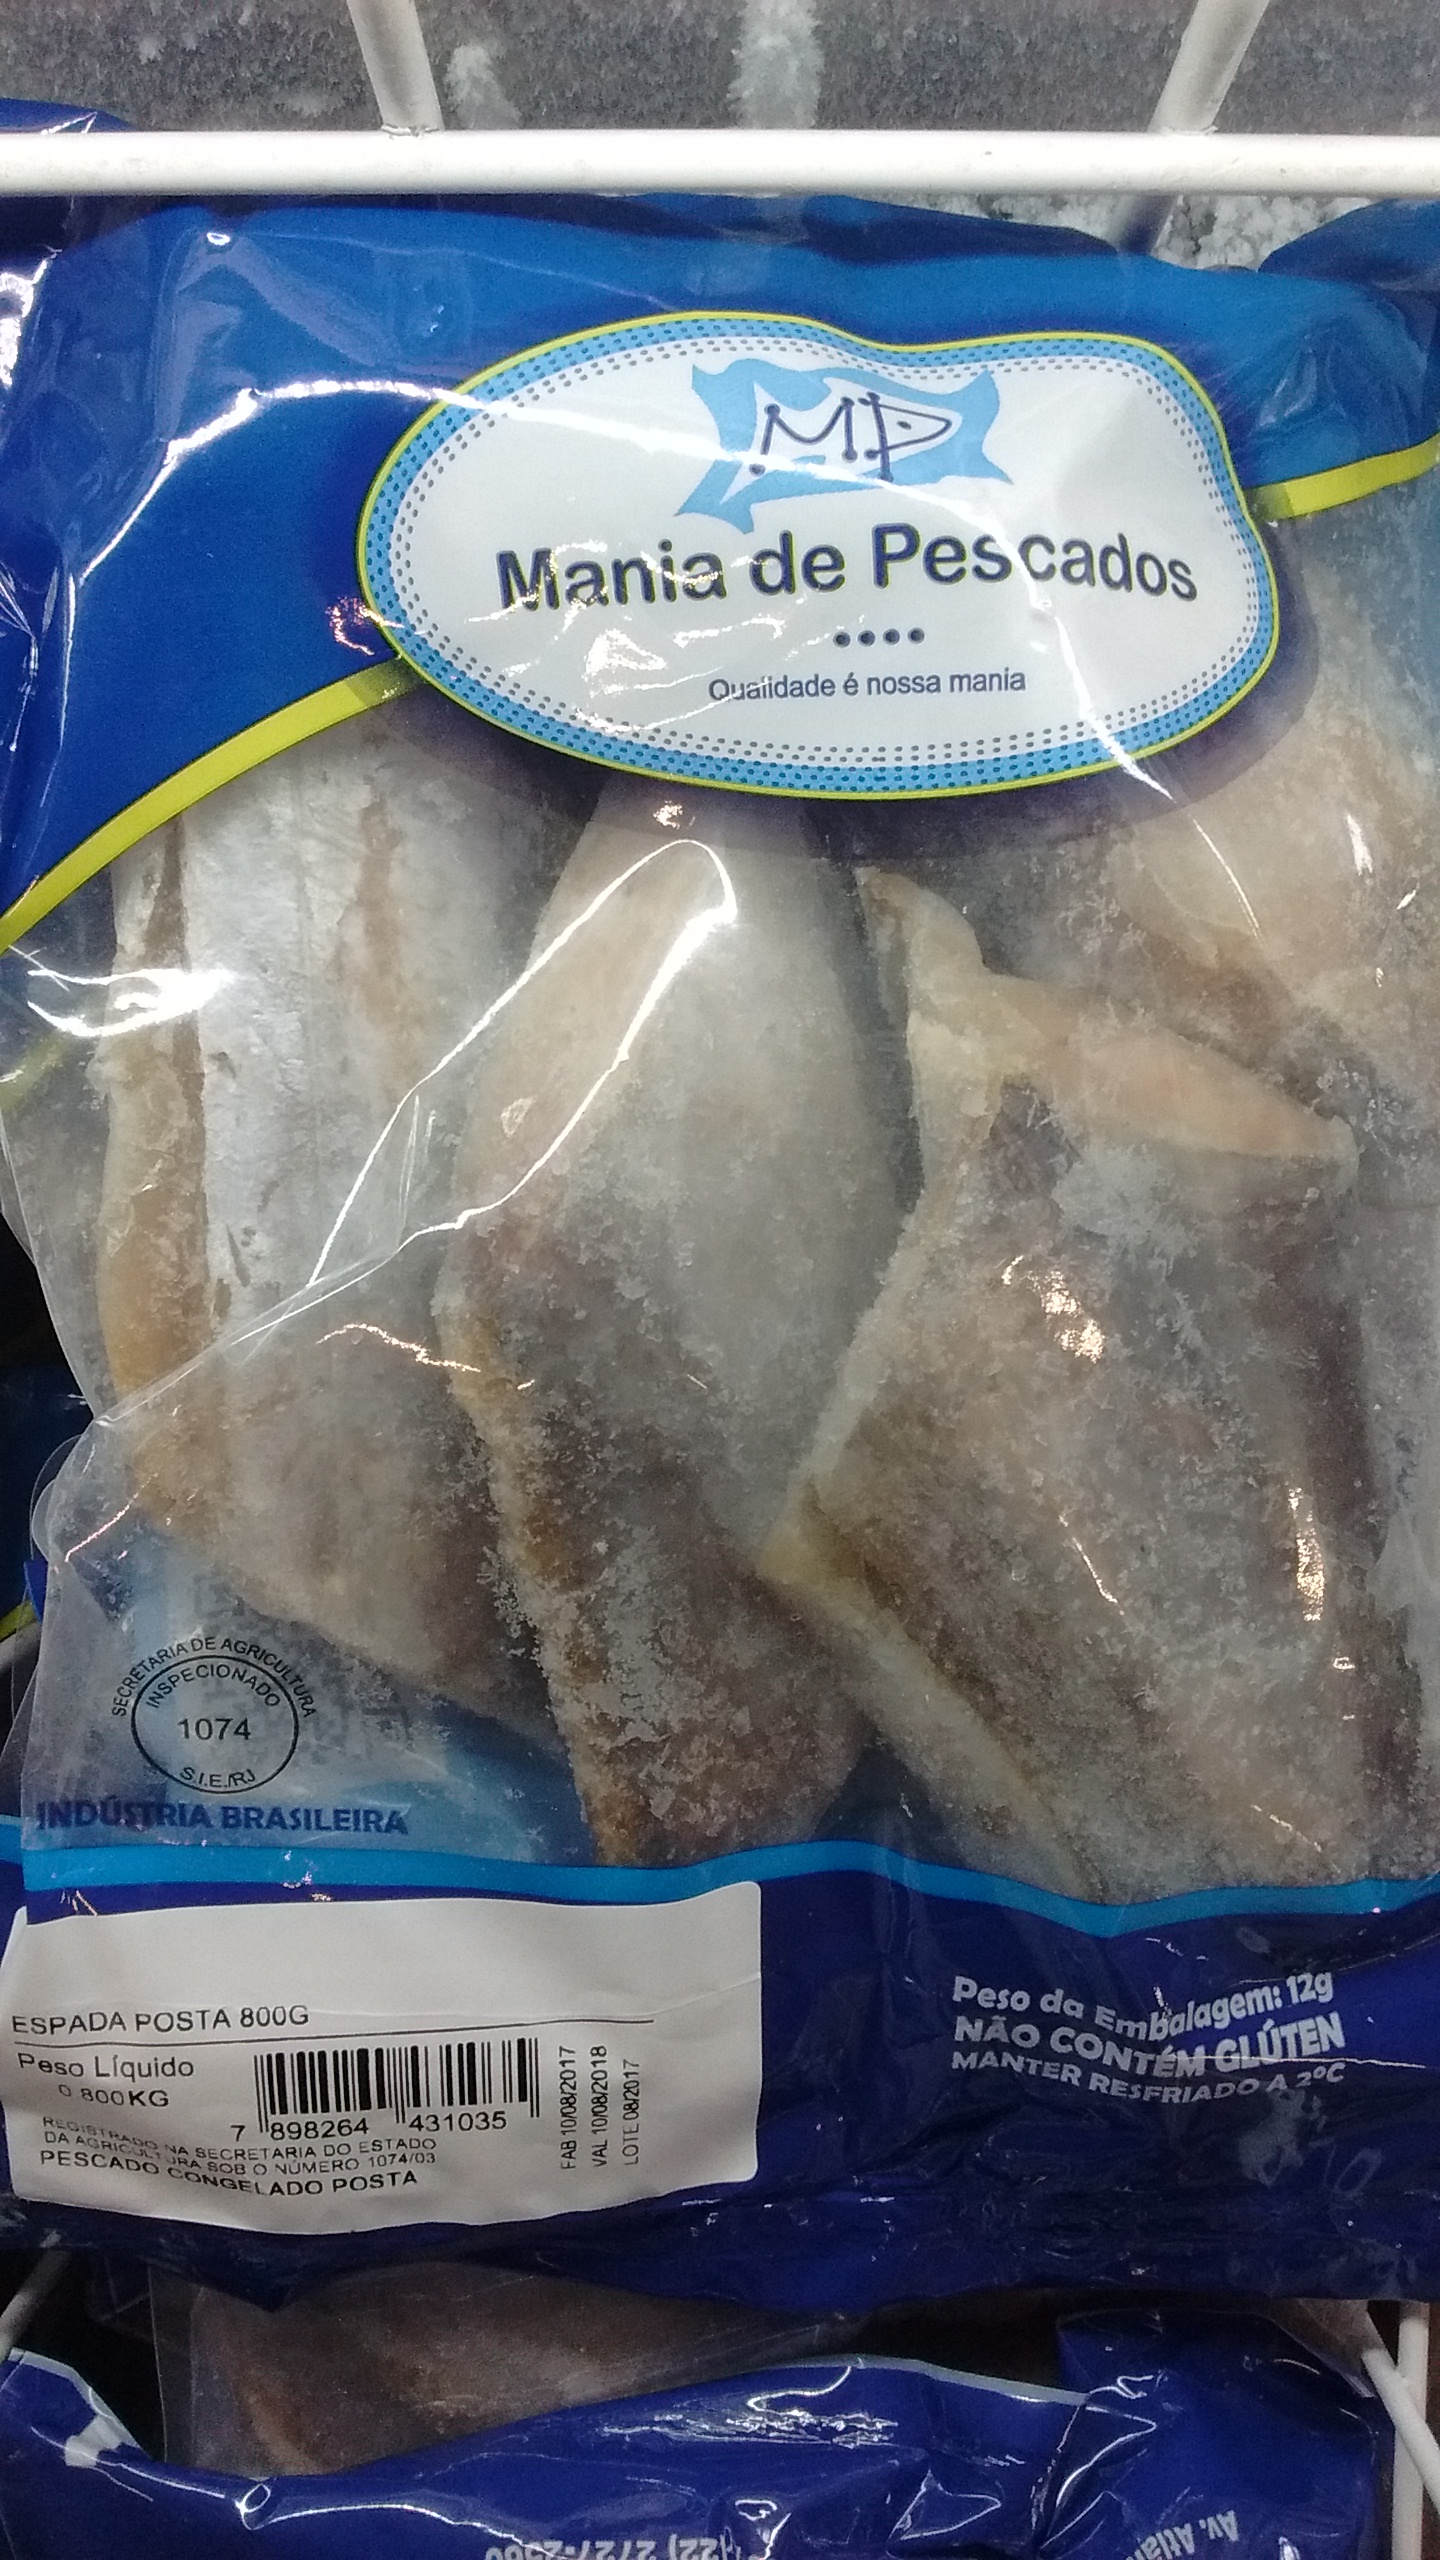 MP
Mania de Pescados
Qualidade é nossa mania
SECRETARIA DE AGRICULTURA
INSPECIONADO
1074
S.I.E./RJ
INDÚSTRIA BRASILEIRA
ESPADA POSTA 800G
Peso Líquido
0.800KG
7 898264 431035
REGISTRADO NA SECRETARIA DO ESTADO
DA AGRICULTURA SOB O NÚMERO 1074/03
PESCADO CONGELADO POSTA
FAB 10/08/2017
VAL 10/08/2018
LOTE 08/2017
Peso da Embalagem: 12g
NÃO CONTÉM GLÚTEN
MANTER RESFRIADO A 2ºC
Av.